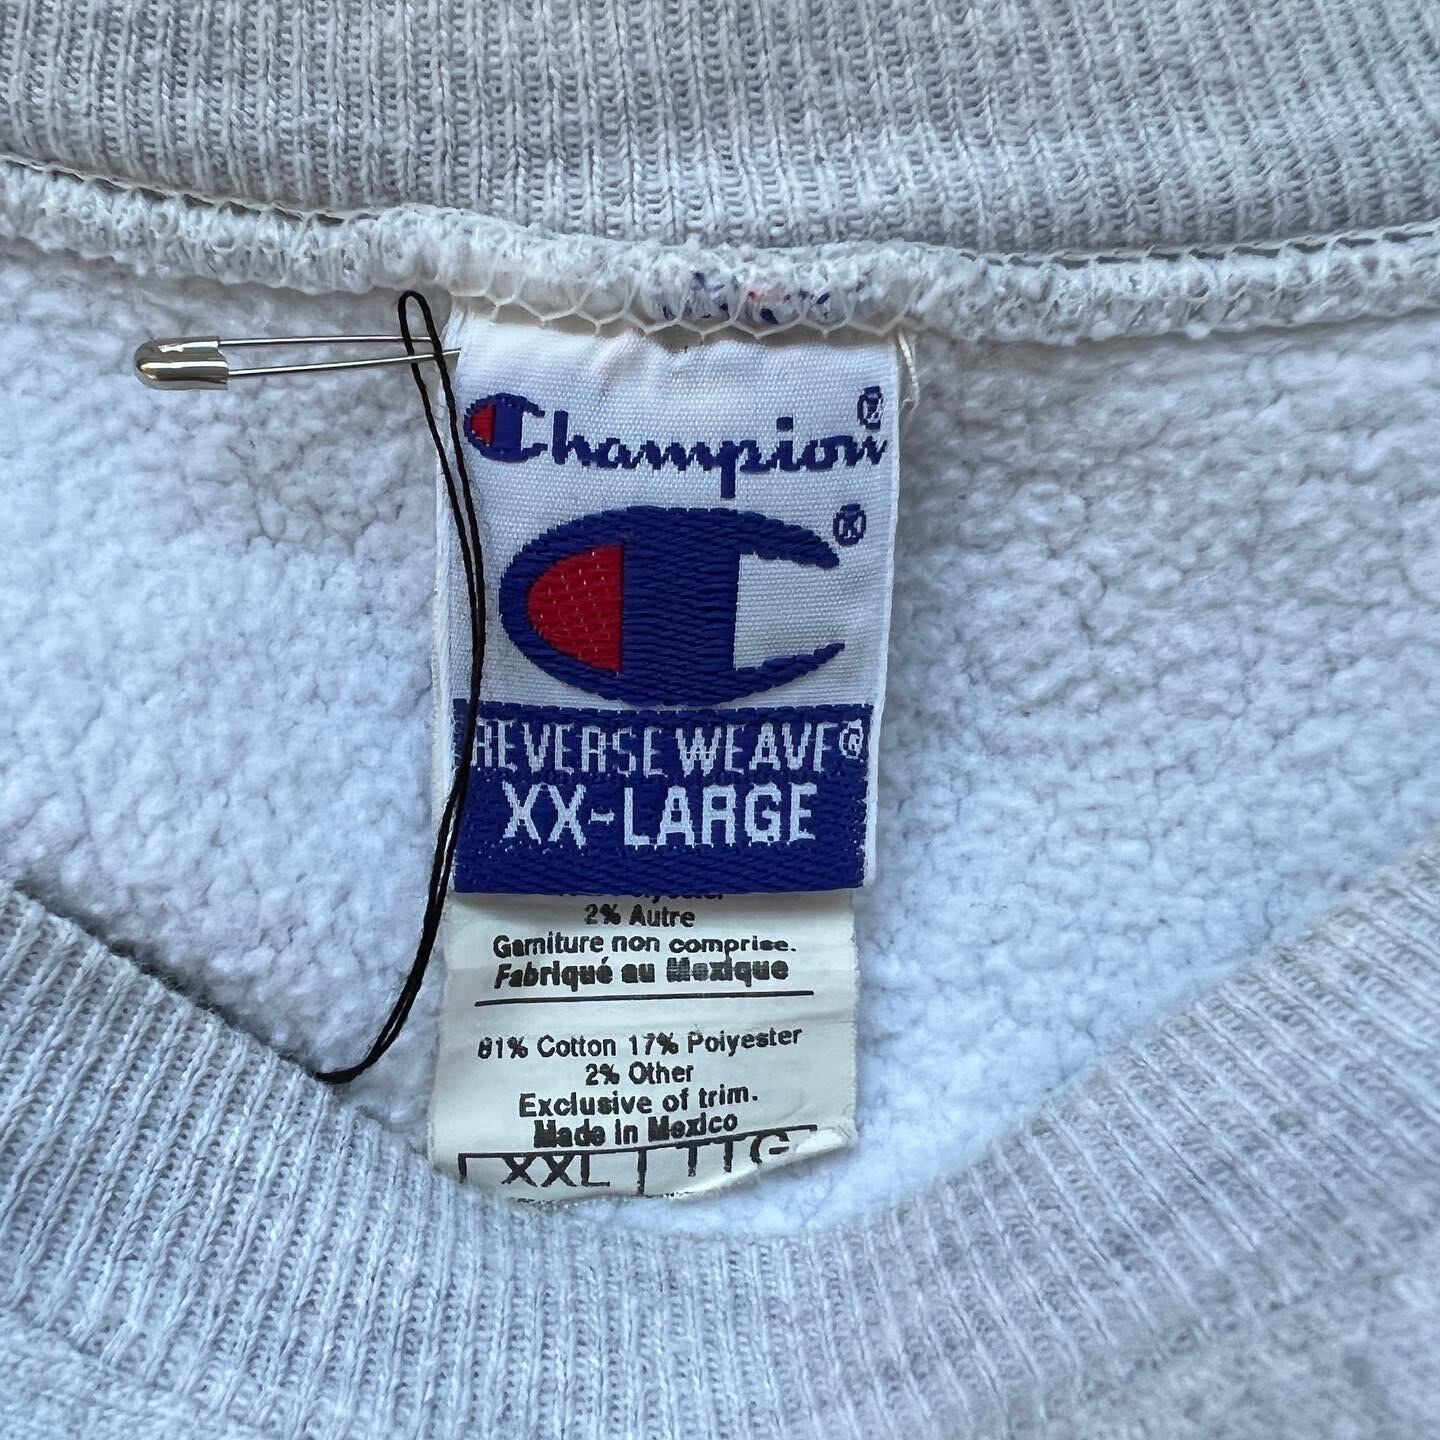 Champion®
®
REVERSE WEAVE®
XX-LARGE
2% Autre
Garniture non comprise.
Fabriqué au Mexique
81% Cotton 17% Polyester
2% Other
Exclusive of trim.
Made in Mexico
XXL